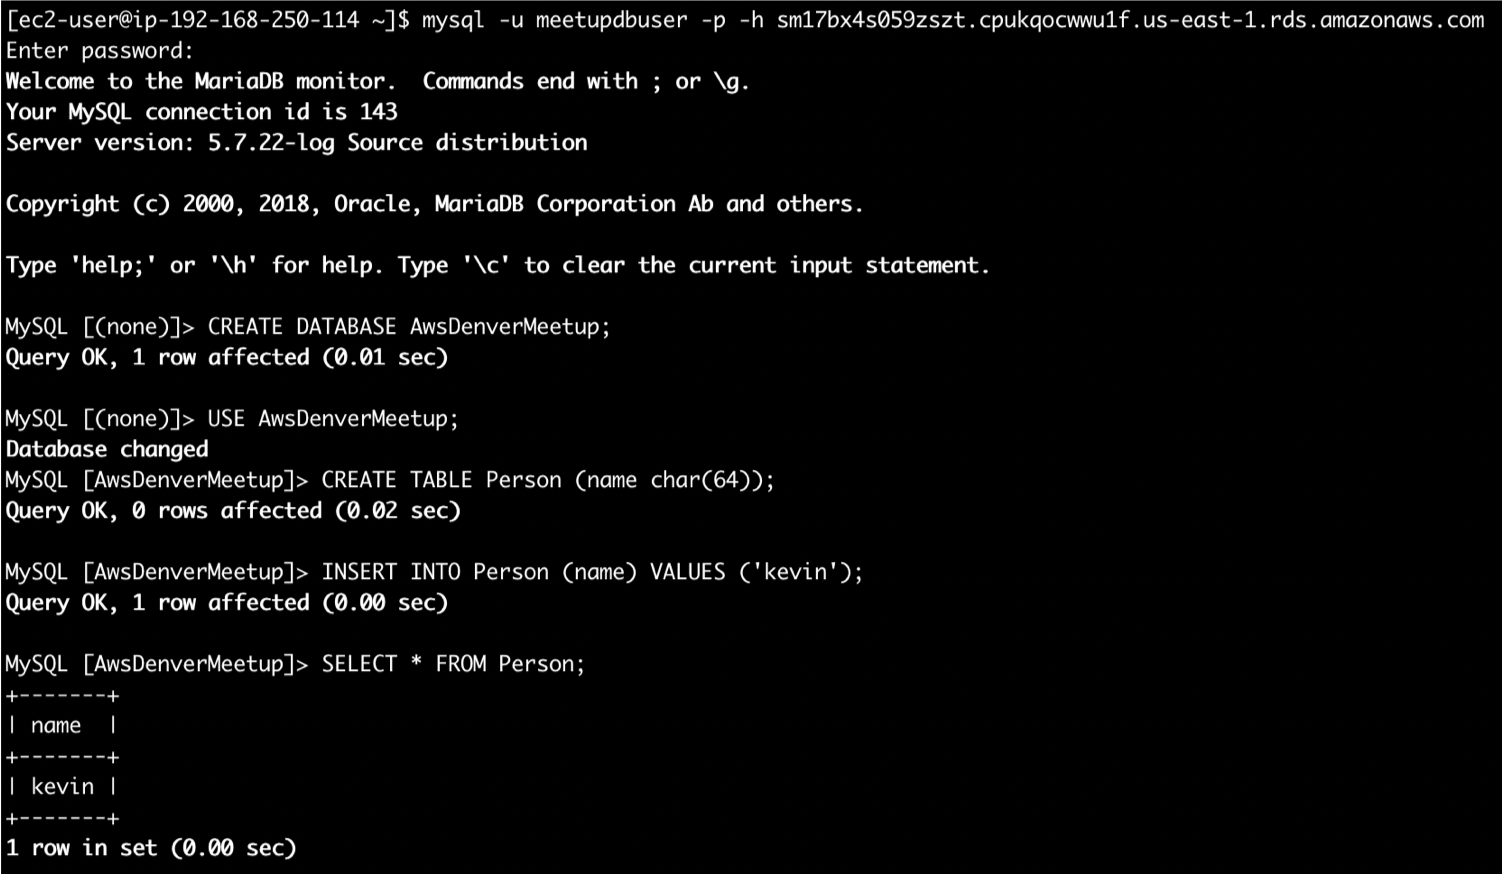 [ec2-user@ip-192-168-250-114 ~]$ mysql -u meetupdbuser -p -h sm17bx4s059zszt.cpukqocwwu1f.us-east-1.rds.amazonaws.com
Enter password:
Welcome to the MariaDB monitor.  Commands end with ; or \g.
Your MySQL connection id is 143
Server version: 5.7.22-log Source distribution

Copyright (c) 2000, 2018, Oracle, MariaDB Corporation Ab and others.

Type 'help;' or '\h' for help. Type '\c' to clear the current input statement.

MySQL [(none)]> CREATE DATABASE AwsDenverMeetup;
Query OK, 1 row affected (0.01 sec)

MySQL [(none)]> USE AwsDenverMeetup;
Database changed
MySQL [AwsDenverMeetup]> CREATE TABLE Person (name char(64));
Query OK, 0 rows affected (0.02 sec)

MySQL [AwsDenverMeetup]> INSERT INTO Person (name) VALUES ('kevin');
Query OK, 1 row affected (0.00 sec)

MySQL [AwsDenverMeetup]> SELECT * FROM Person;
+-------+
| name  |
+-------+
| kevin |
+-------+
1 row in set (0.00 sec)